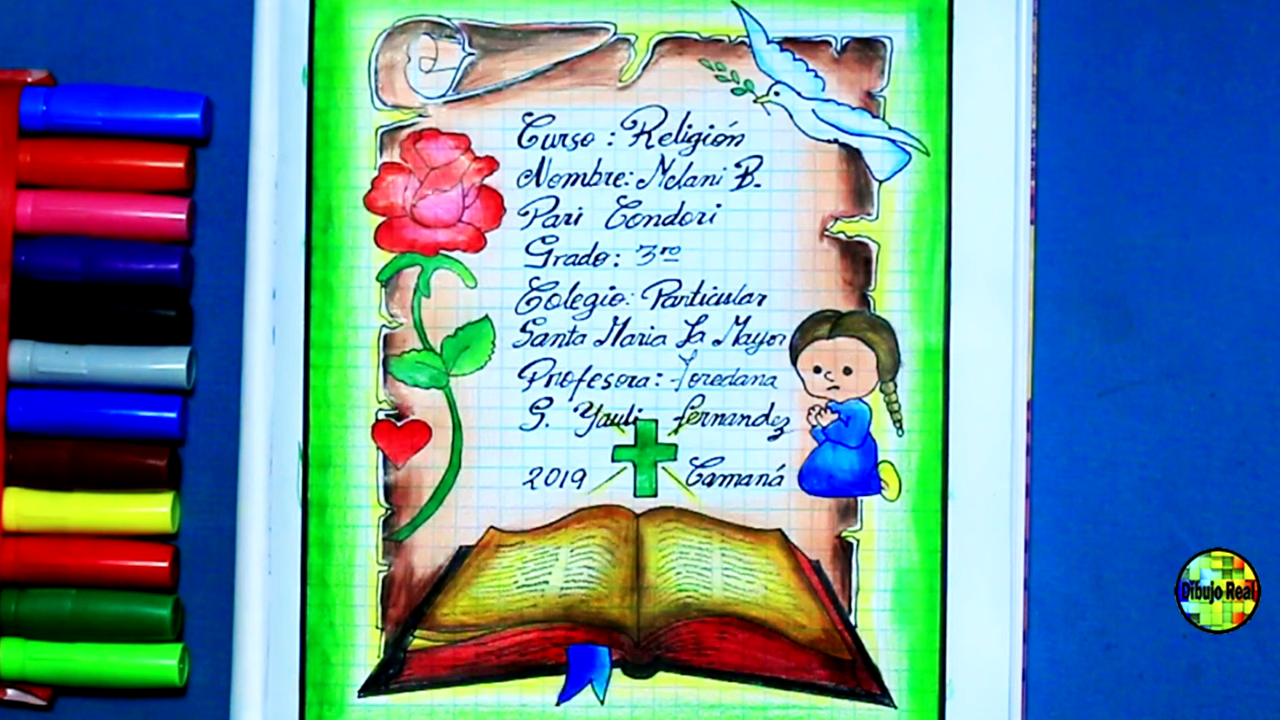 Curso: Religión
Nombre: Melani B.
Pari Condori
Grado: 3ro
Colegio: Particular
Santa Maria La Mayor
Profesora: Loredana
S. Yauli fernandez
2019 Camaná
Dibujo Real